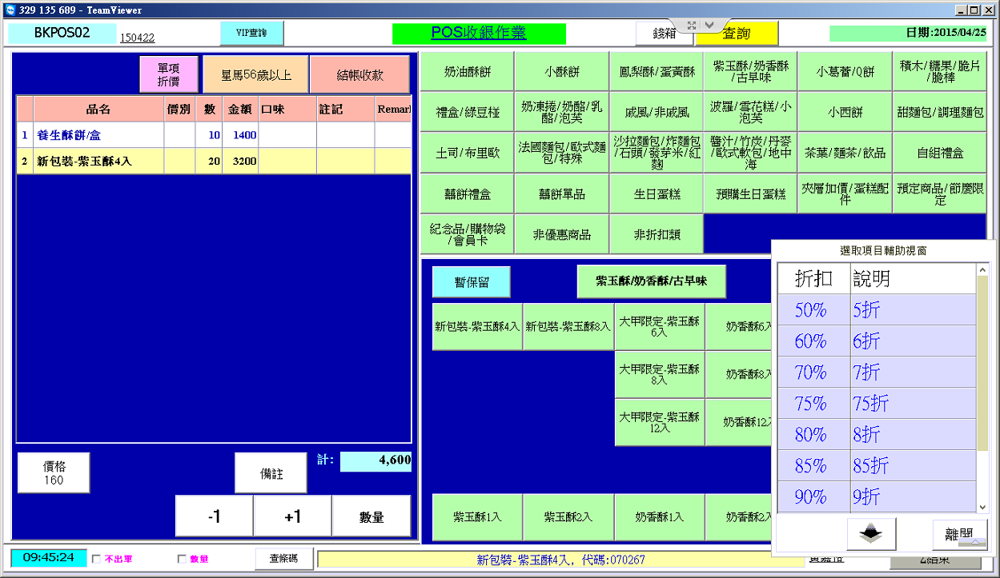 329 135 689 - TeamViewer
BKPOS02
150422
VIP查詢
POS收銀作業
錢箱
查詢
日期:2015/04/25
單項
折價
星馬56歲以上
結帳收款
品名 價別 數 金額 口味 註記 Remar
1 養生酥餅/盒 10 1400
2 新包裝-紫玉酥4入 20 3200
價格
160
備註
計:
4,600
-1
+1
數量
奶油酥餅
小酥餅
鳳梨酥/蛋黃酥
紫玉酥/奶香酥
/古早味
小葛蕾/Q餅
積木/糖果/脆片
/脆棒
禮盒/綠豆椪
奶凍捲/奶酪/乳
酪/泡芙
戚風/非戚風
波羅/雪花糕/小
泡芙
小西餅
甜麵包/調理麵包
土司/布里歐
法國麵包/歐式麵
包/特殊
沙拉麵包/炸麵包
/石頭/發芽米/紅
麴
醬汁/竹炭/丹麥
/歐式軟包/地中
海
茶葉/麵茶/飲品
自組禮盒
囍餅禮盒
囍餅單品
生日蛋糕
預購生日蛋糕
夾層加價/蛋糕配
件
預定商品/節慶限
定
紀念品/購物袋
/會員卡
非優惠商品
非折扣類
暫保留
紫玉酥/奶香酥/古早味
新包裝-紫玉酥4入
新包裝-紫玉酥8入
大甲限定-紫玉酥
6入
奶香酥6入
大甲限定-紫玉酥
8入
奶香酥8入
大甲限定-紫玉酥
12入
奶香酥12入
紫玉酥1入
紫玉酥2入
奶香酥1入
奶香酥2入
選取項目輔助視窗
折扣 說明
50% 5折
60% 6折
70% 7折
75% 75折
80% 8折
85% 85折
90% 9折
離開
09:45:24
不出單
數量
查條碼
新包裝-紫玉酥4入, 代碼:070267